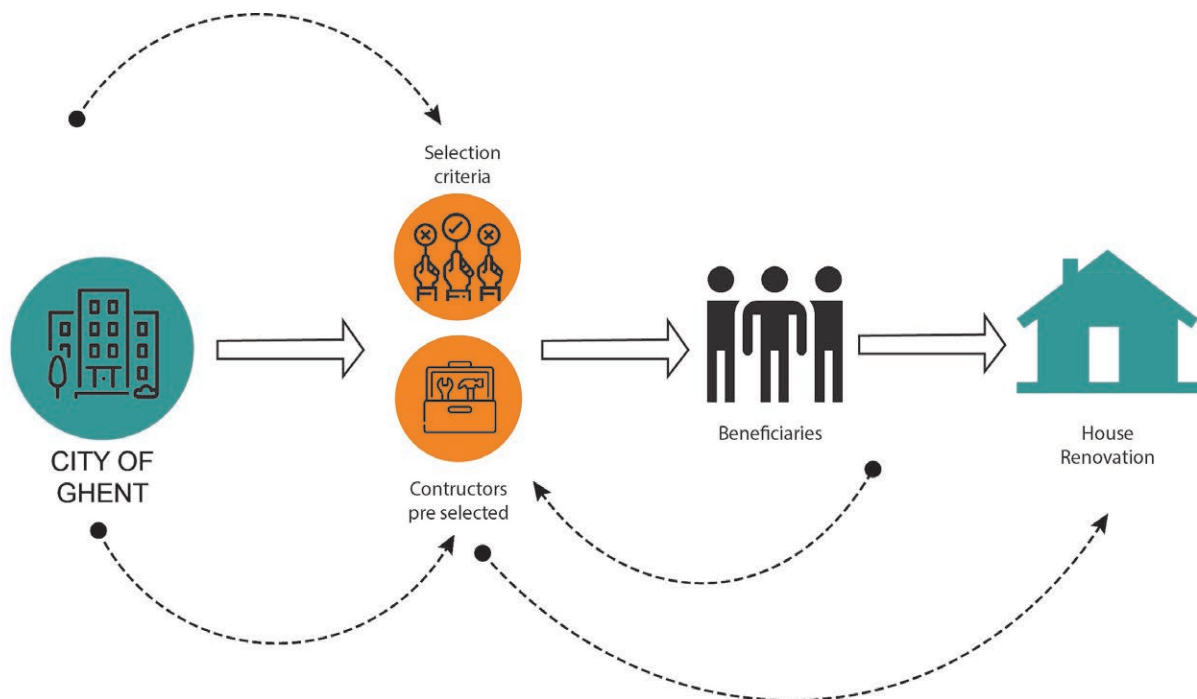 Selection
criteria
CITY OF
GHENT
Contructors
pre selected
Beneficiaries
House
Renovation